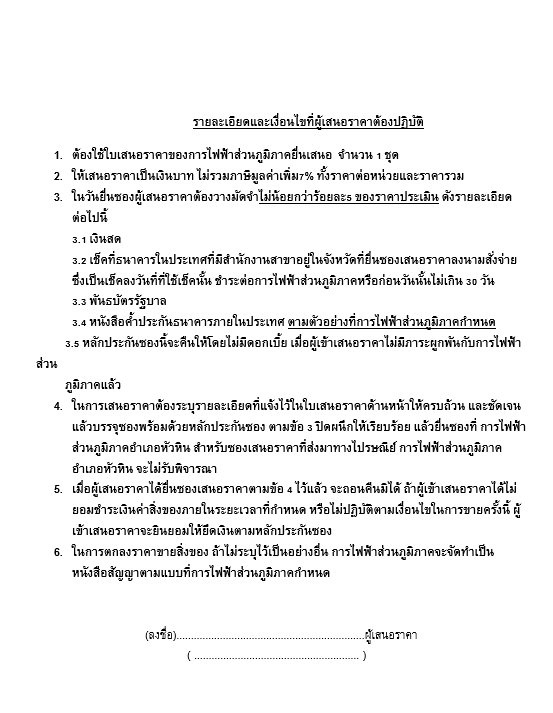 รายละเอียดและเงื่อนไขที่ผู้เสนอราคาต้องปฏิบัติ
1. ต้องใช้ใบเสนอราคาของการไฟฟ้าส่วนภูมิภาคยื่นเสนอ จำนวน 1 ชุด
2. ให้เสนอราคาเป็นเงินบาท ไม่รวมภาษีมูลค่าเพิ่ม7% ทั้งราคาต่อหน่วยและราคารวม
3. ในวันยื่นซองผู้เสนอราคาต้องวางมัดจำไม่น้อยกว่าร้อยละ5 ของราคาประเมิน ดังรายละเอียด
ต่อไปนี้
3.1 เงินสด
3.2 เช็คที่ธนาคารในประเทศที่มีสำนักงานสาขาอยู่ในจังหวัดที่ยื่นซองเสนอราคาลงนามสั่งจ่าย
ซึ่งเป็นเช็คลงวันที่ที่ใช้เช็คนั้น ชำระต่อการไฟฟ้าส่วนภูมิภาคหรือก่อนวันนั้นไม่เกิน 30 วัน
3.3 พันธบัตรรัฐบาล
3.4 หนังสือค้ำประกันธนาคารภายในประเทศ ตามตัวอย่างที่การไฟฟ้าส่วนภูมิภาคกำหนด
3.5 หลักประกันซองนี้จะคืนให้โดยไม่มีดอกเบี้ย เมื่อผู้เข้าเสนอราคาไม่มีภาระผูกพันกับการไฟฟ้า
ส่วน
ภูมิภาคแล้ว
4. ในการเสนอราคาต้องระบุรายละเอียดที่แจ้งไว้ในใบเสนอราคาด้านหน้าให้ครบถ้วน และชัดเจน
แล้วบรรจุซองพร้อมด้วยหลักประกันซอง ตามข้อ 3 ปิดผนึกให้เรียบร้อย แล้วยื่นซองที่ การไฟฟ้า
ส่วนภูมิภาคอำเภอหัวหิน สำหรับซองเสนอราคาที่ส่งมาทางไปรษณีย์ การไฟฟ้าส่วนภูมิภาค
อำเภอหัวหิน จะไม่รับพิจารณา
5. เมื่อผู้เสนอราคาได้ยื่นซองเสนอราคาตามข้อ 4 ไว้แล้ว จะถอนคืนมิได้ ถ้าผู้เข้าเสนอราคาได้ไม่
ยอมชำระเงินค่าสิ่งของภายในระยะเวลาที่กำหนด หรือไม่ปฏิบัติตามเงื่อนไขในการขายครั้งนี้ ผู้
เข้าเสนอราคาจะยินยอมให้ยึดเงินตามหลักประกันซอง
6. ในการตกลงราคาขายสิ่งของ ถ้าไม่ระบุไว้เป็นอย่างอื่น การไฟฟ้าส่วนภูมิภาคจะจัดทำเป็น
หนังสือสัญญาตามแบบที่การไฟฟ้าส่วนภูมิภาคกำหนด
(ลงชื่อ)................................................................ผู้เสนอราคา
( ........................................................ )